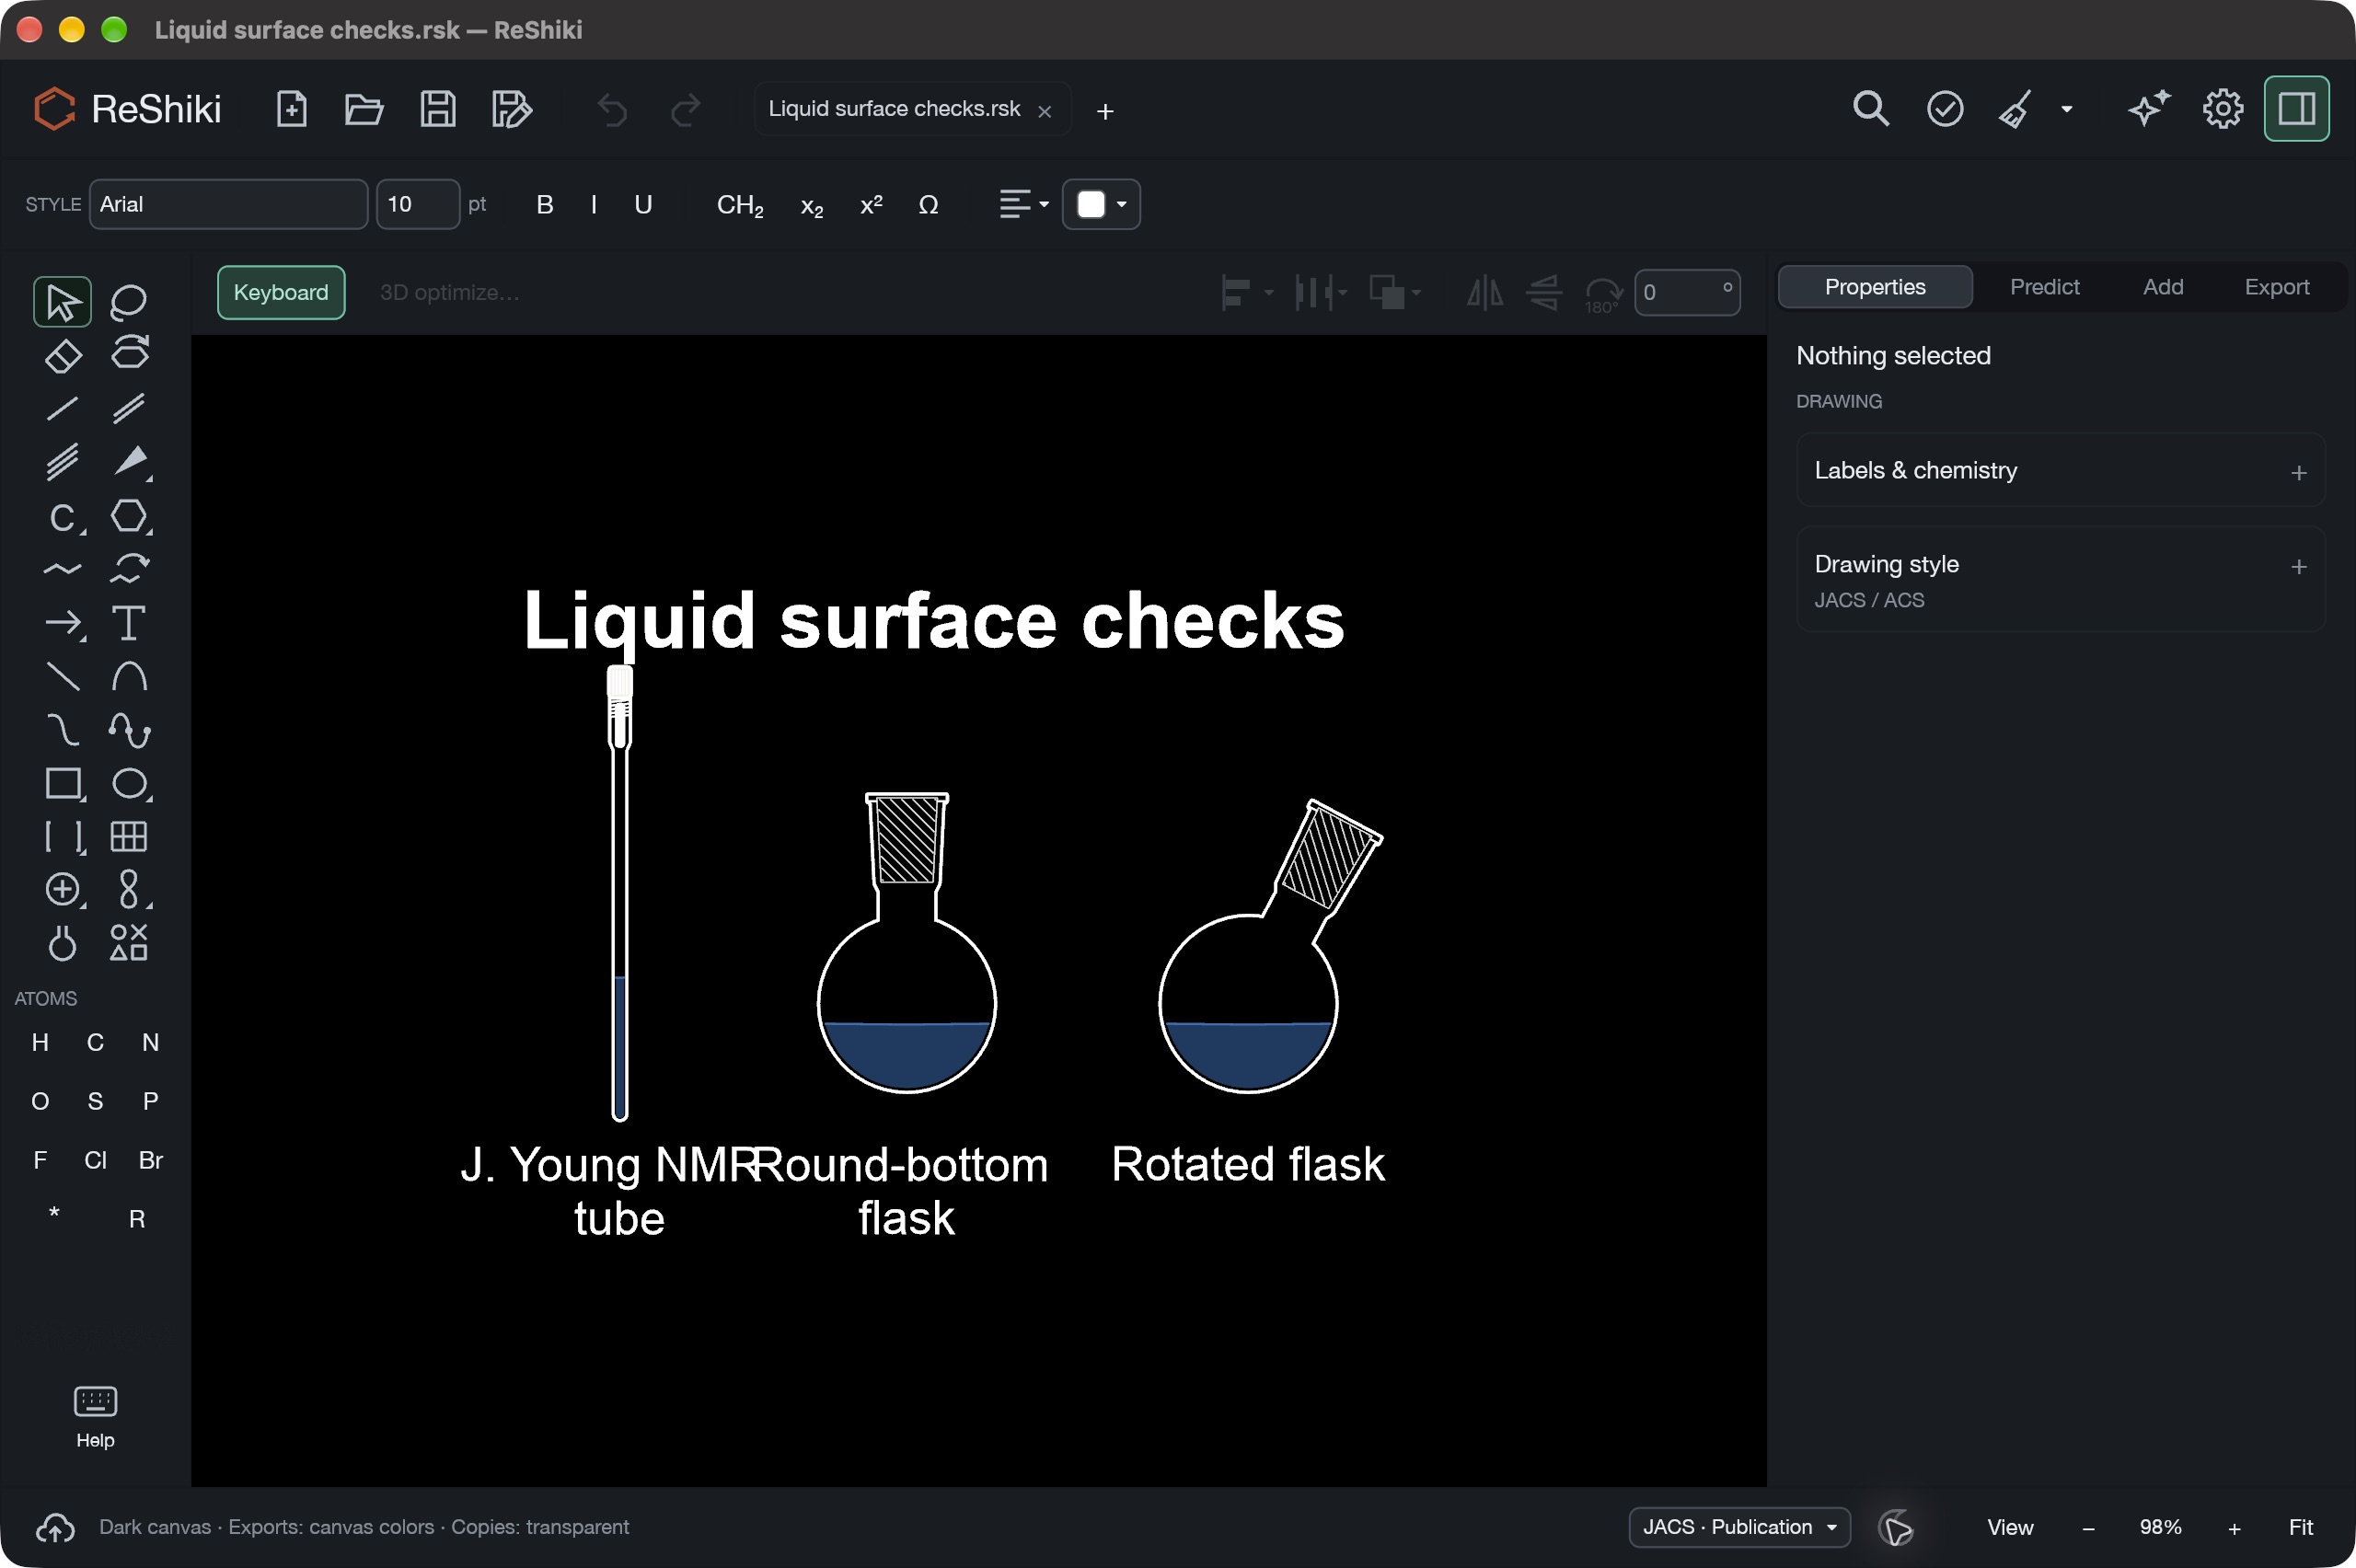 Liquid surface checks.rsk — ReShiki
ReShiki
Liquid surface checks.rsk ×
+
STYLE Arial 10 pt B I U CH₂ x₂ x² Ω
Keyboard 3D optimize...
180° 0 °
Properties Predict Add Export
Nothing selected
DRAWING
Labels & chemistry +
Drawing style +
JACS / ACS
C
T
Liquid surface checks
J. Young NMR
tube
Round-bottom
flask
Rotated flask
ATOMS
H C N
O S P
F Cl Br
* R
Help
Dark canvas · Exports: canvas colors · Copies: transparent
JACS · Publication
View − 98% + Fit